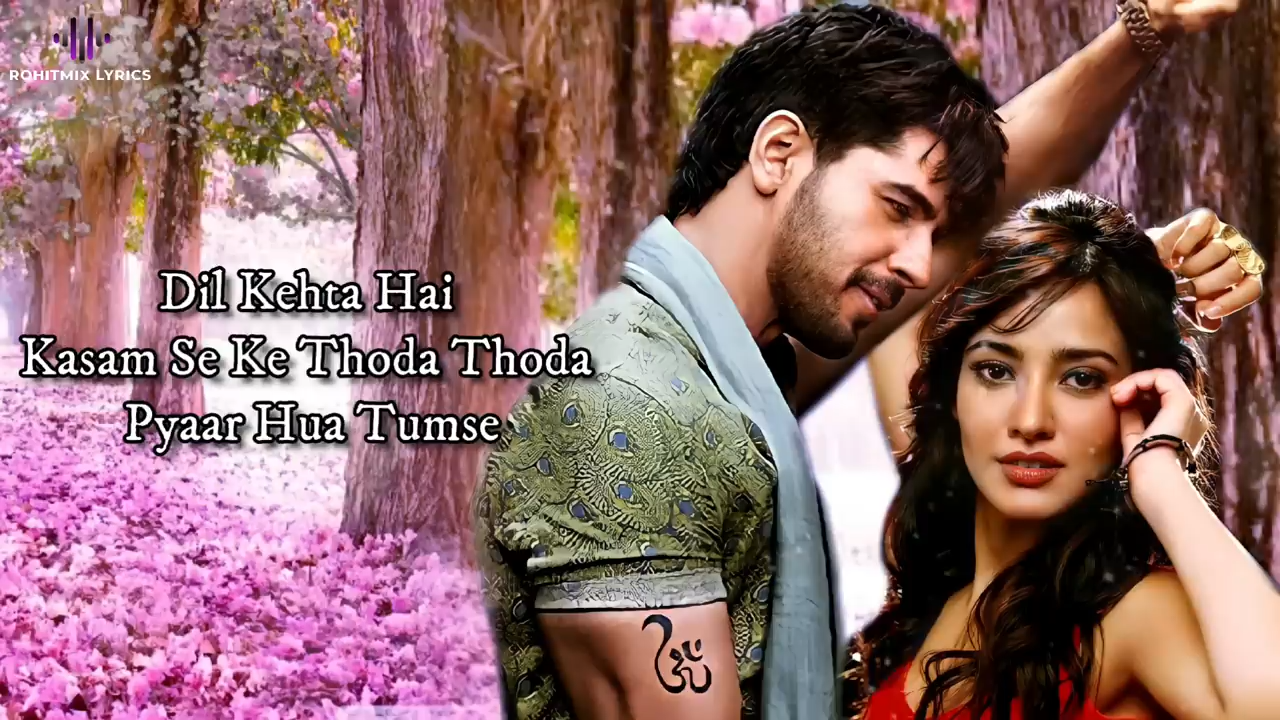 ROHITMIX LYRICS
Dil Kehta Hai
Kasam Se Ke Thoda Thoda
Pyaar Hua Tumse